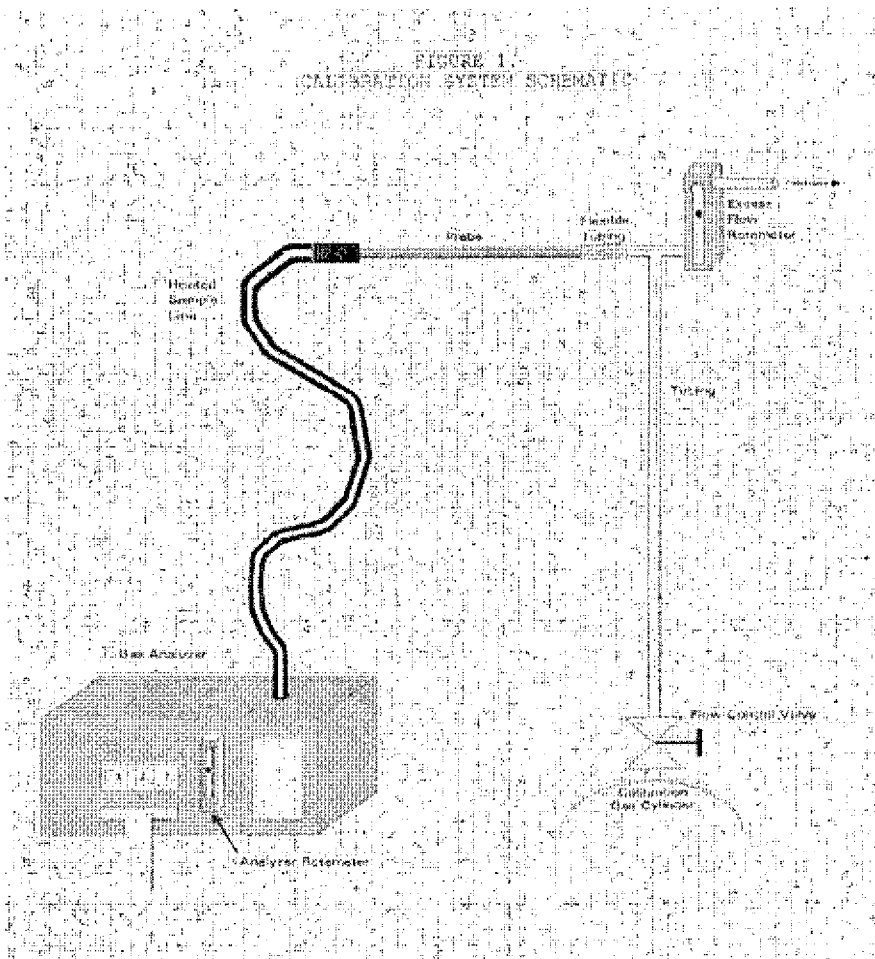 FIGURE 1.
CALIBRATION SYSTEM SCHEMATIC
Excess
Flow
Rotameter
Flexible
Tubing
Probe
Heated
Sample
Line
Tubing
Gas Analyzer
Flow Control Valve
Calibration
Gas Cylinder
Analyzer Rotameter